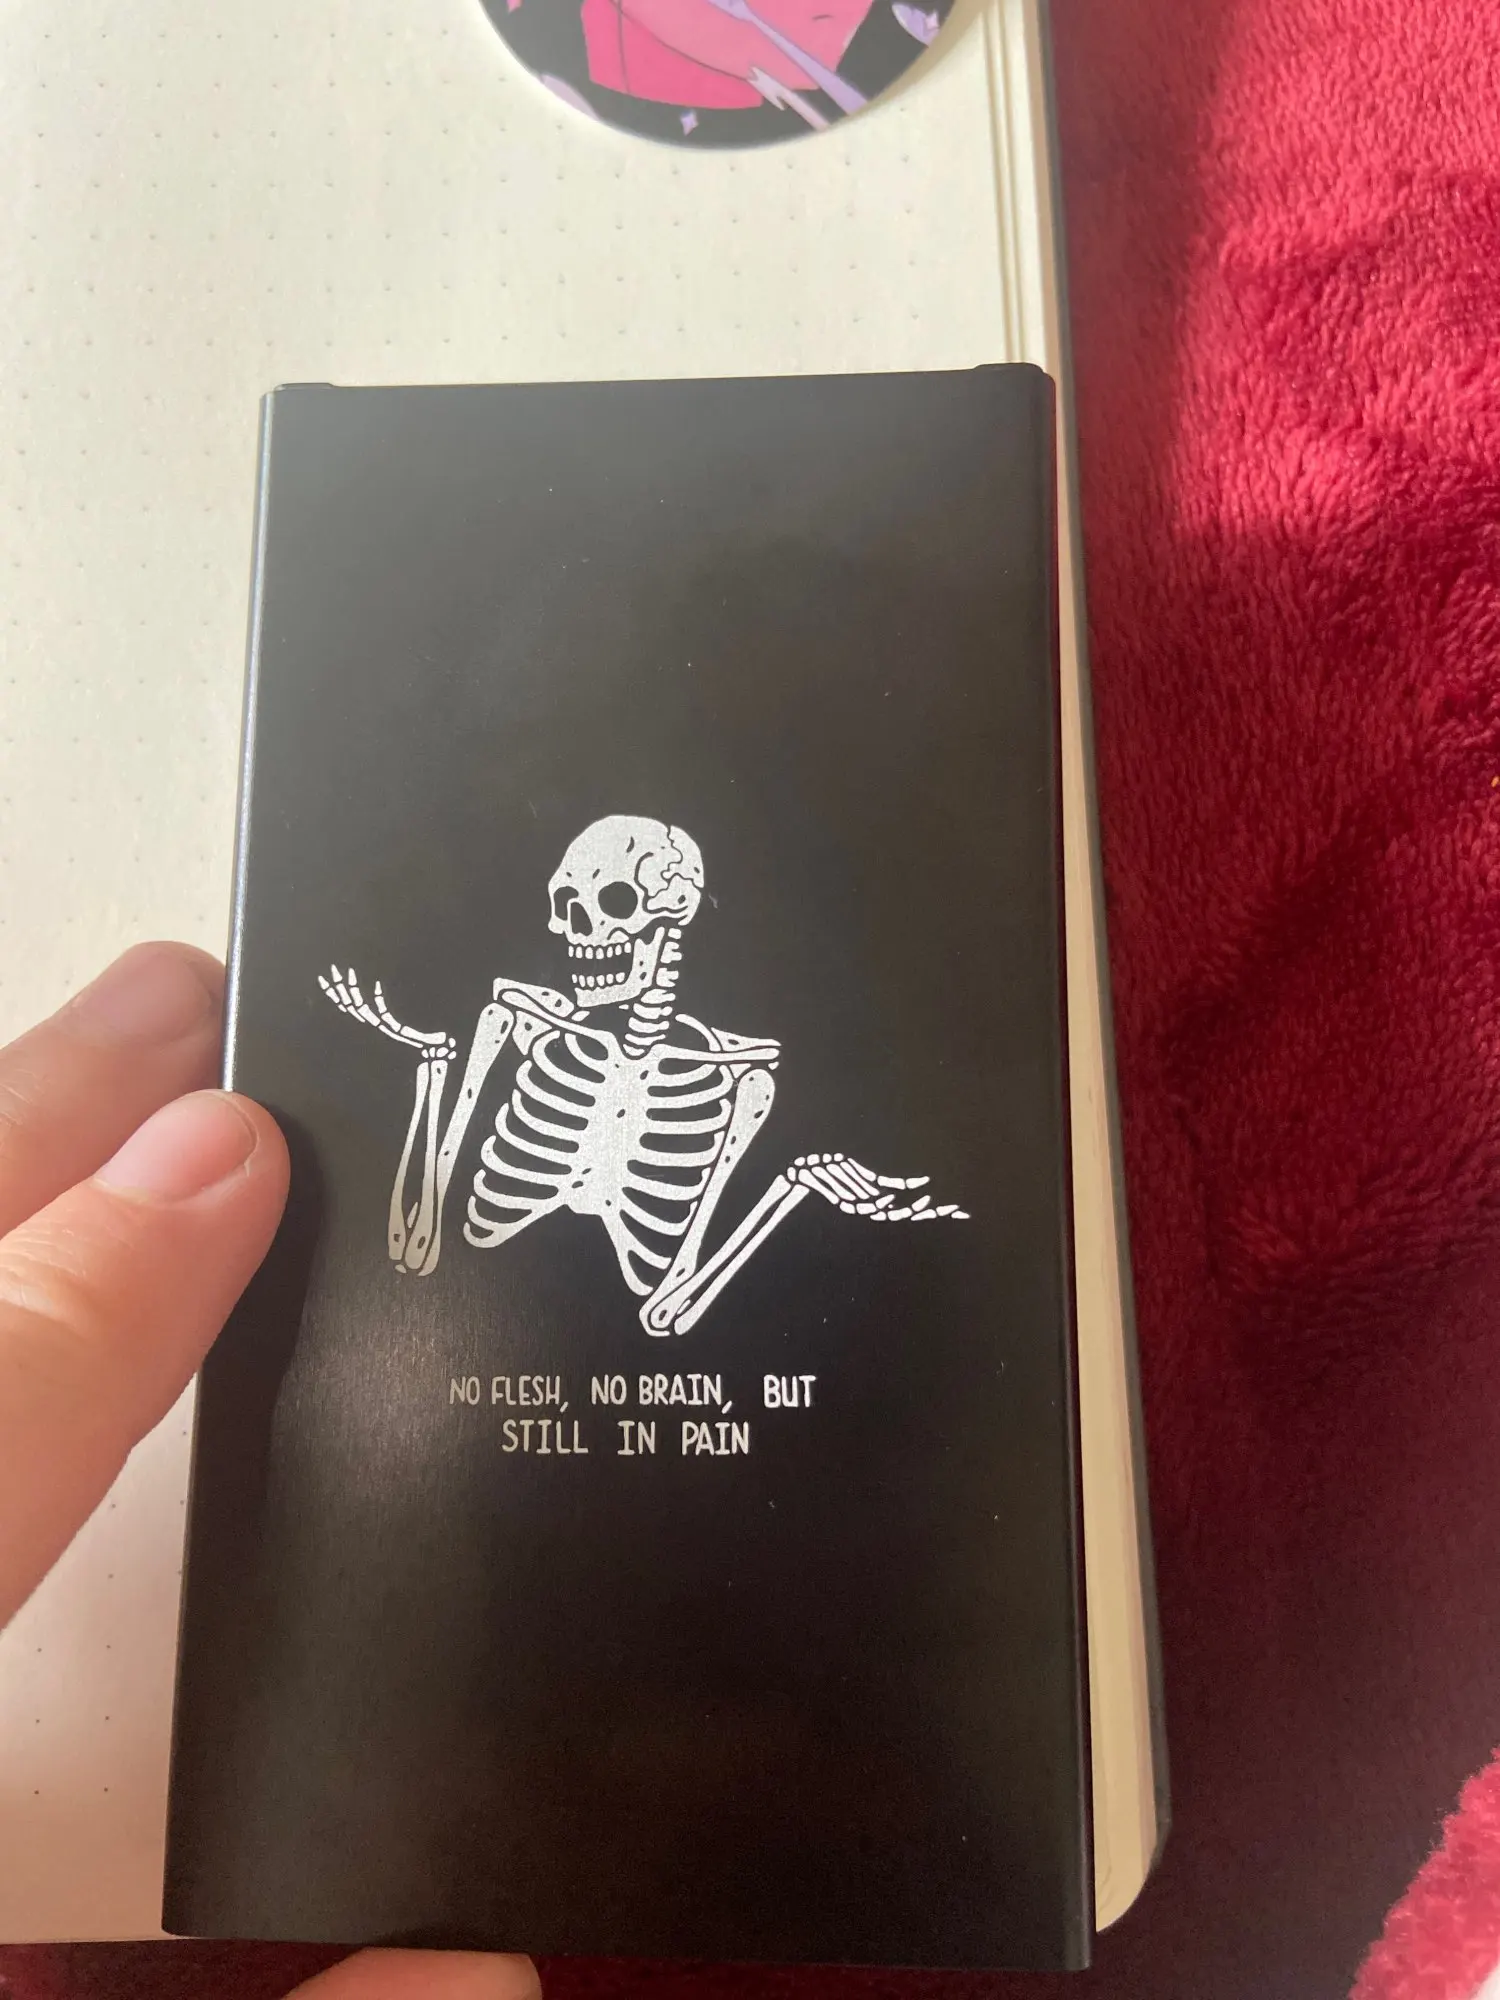 NO FLESH, NO BRAIN, BUT
STILL IN PAIN